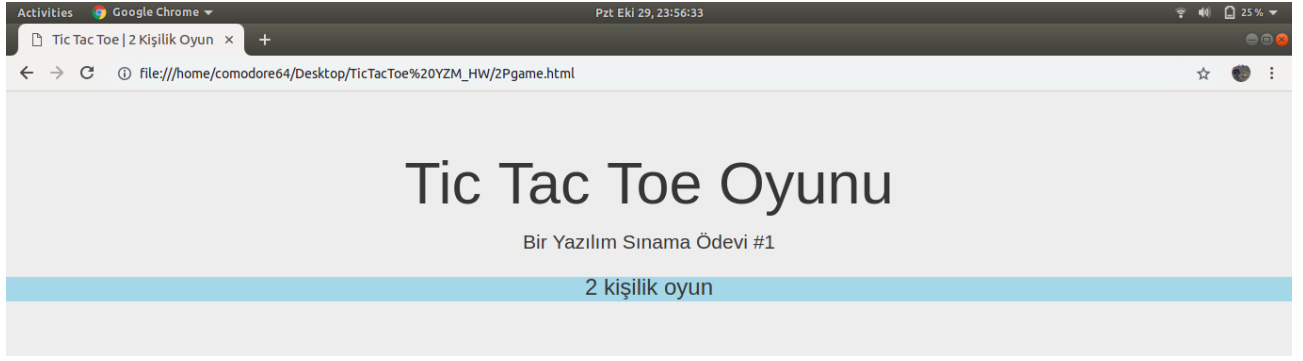 Activities Google Chrome Pzt Eki 29, 23:56:33 25 %
Tic Tac Toe | 2 Kişilik Oyun
file:///home/comodore64/Desktop/TicTacToe%20YZM_HW/2Pgame.html
Tic Tac Toe Oyunu
Bir Yazılım Sınama Ödevi #1
2 kişilik oyun